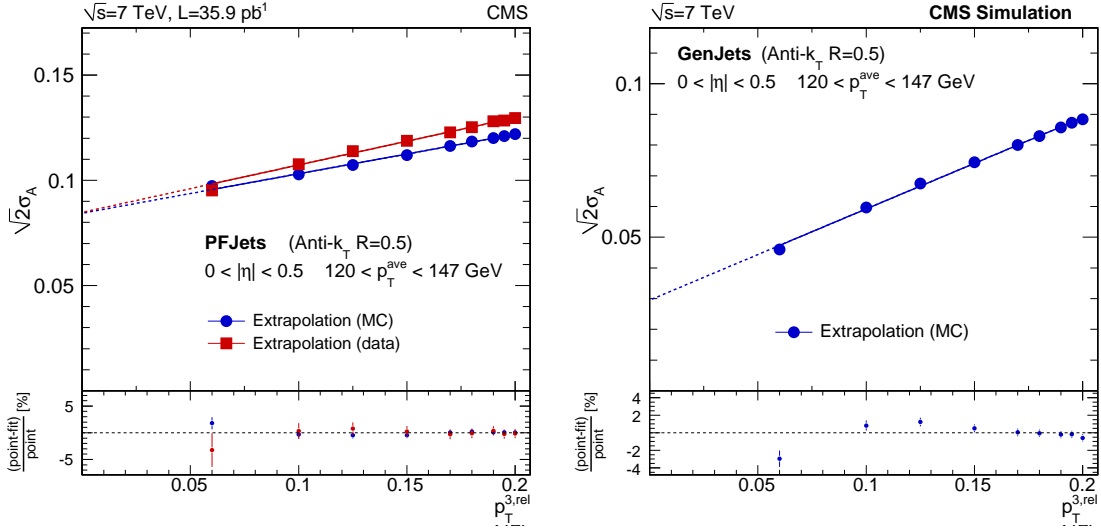 √s=7 TeV, L=35.9 pb⁻¹ CMS
0.15
0.1
0.05
√2σ_A
PFJets (Anti-k_T R=0.5)
0 < |η| < 0.5 120 < p_T^ave < 147 GeV
Extrapolation (MC)
Extrapolation (data)
5
0
-5
(point-fit)/point [%]
0.05 0.1 0.15 0.2
p_T^3,rel
√s=7 TeV CMS Simulation
0.1
0.05
√2σ_A
GenJets (Anti-k_T R=0.5)
0 < |η| < 0.5 120 < p_T^ave < 147 GeV
Extrapolation (MC)
4
2
0
-2
-4
(point-fit)/point [%]
0.05 0.1 0.15 0.2
p_T^3,rel